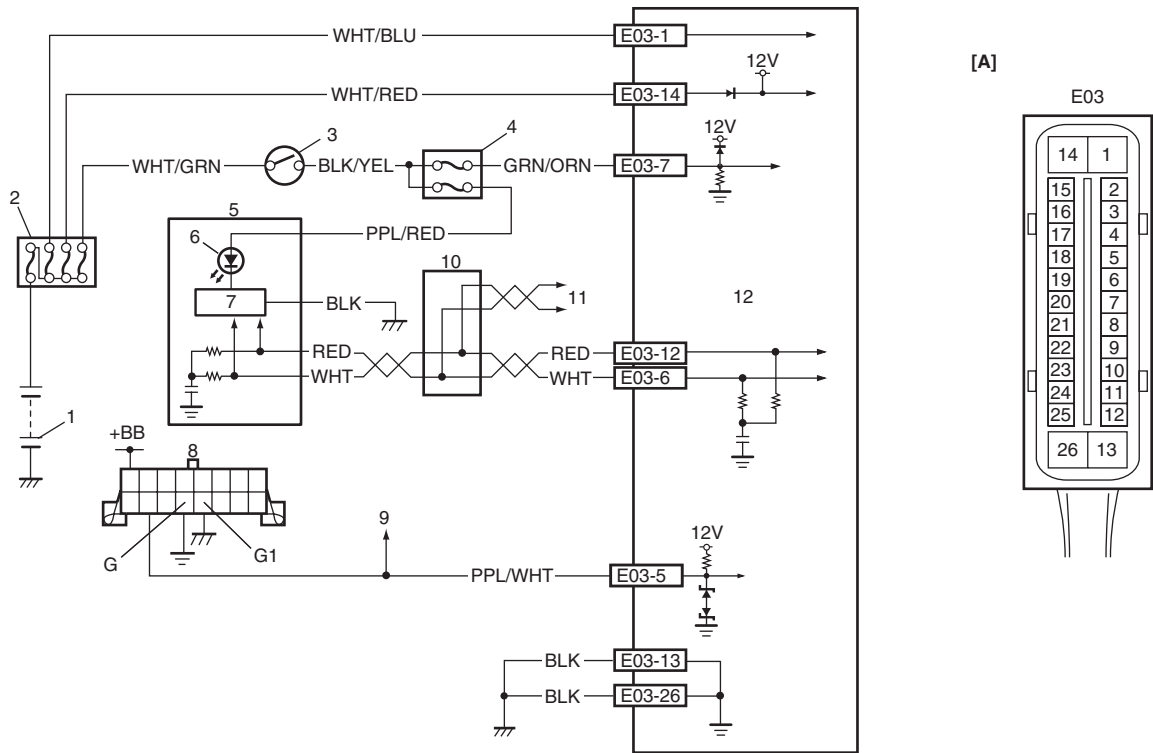 WHT/BLU
E03-1
[A]
12V
WHT/RED
E03-14
E03
3
4
12V
WHT/GRN
BLK/YEL
GRN/ORN
E03-7
14 1
2
15 2
16 3
17 4
18 5
19 6
20 7
21 8
22 9
23 10
24 11
25 12
26 13
5
6
PPL/RED
10
7
BLK
11
12
RED
RED
E03-12
WHT
WHT
E03-6
1
+BB
8
9
12V
G
G1
PPL/WHT
E03-5
BLK
E03-13
BLK
E03-26